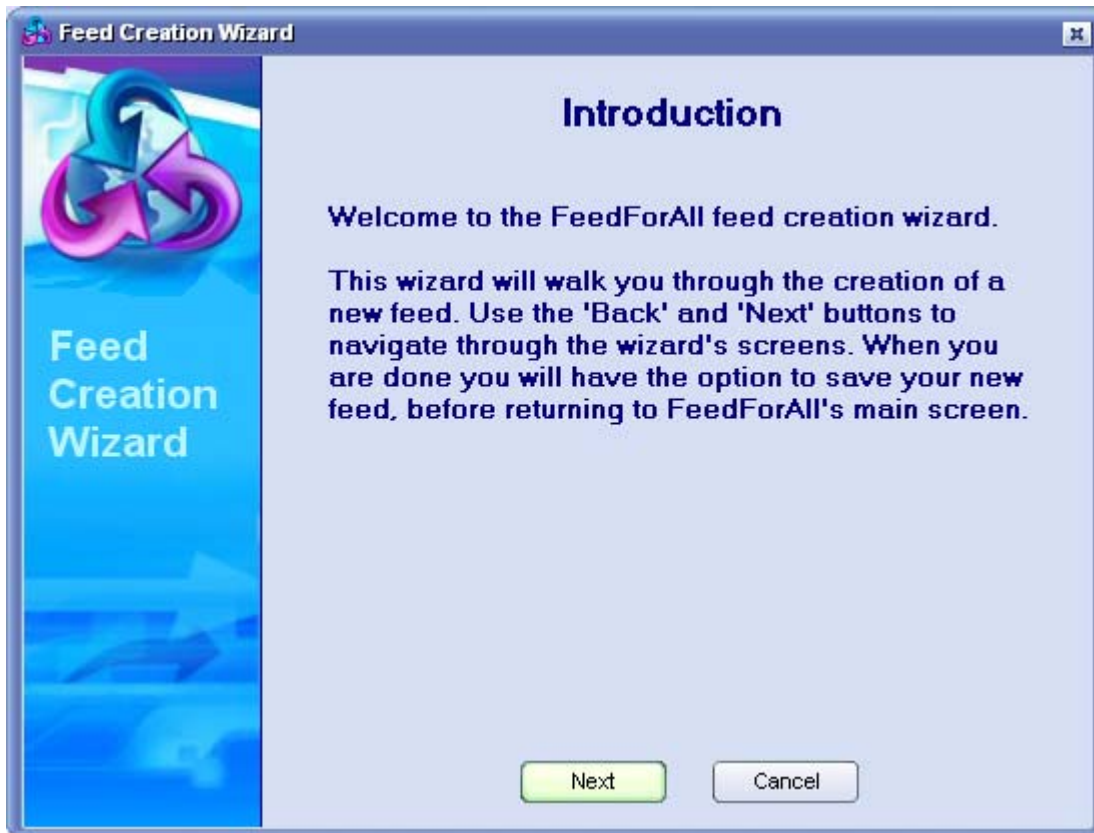 Feed Creation Wizard
Introduction
Welcome to the FeedForAll feed creation wizard.
This wizard will walk you through the creation of a
new feed. Use the 'Back' and 'Next' buttons to
navigate through the wizard's screens. When you
are done you will have the option to save your new
feed, before returning to FeedForAll's main screen.
Feed
Creation
Wizard
Next
Cancel